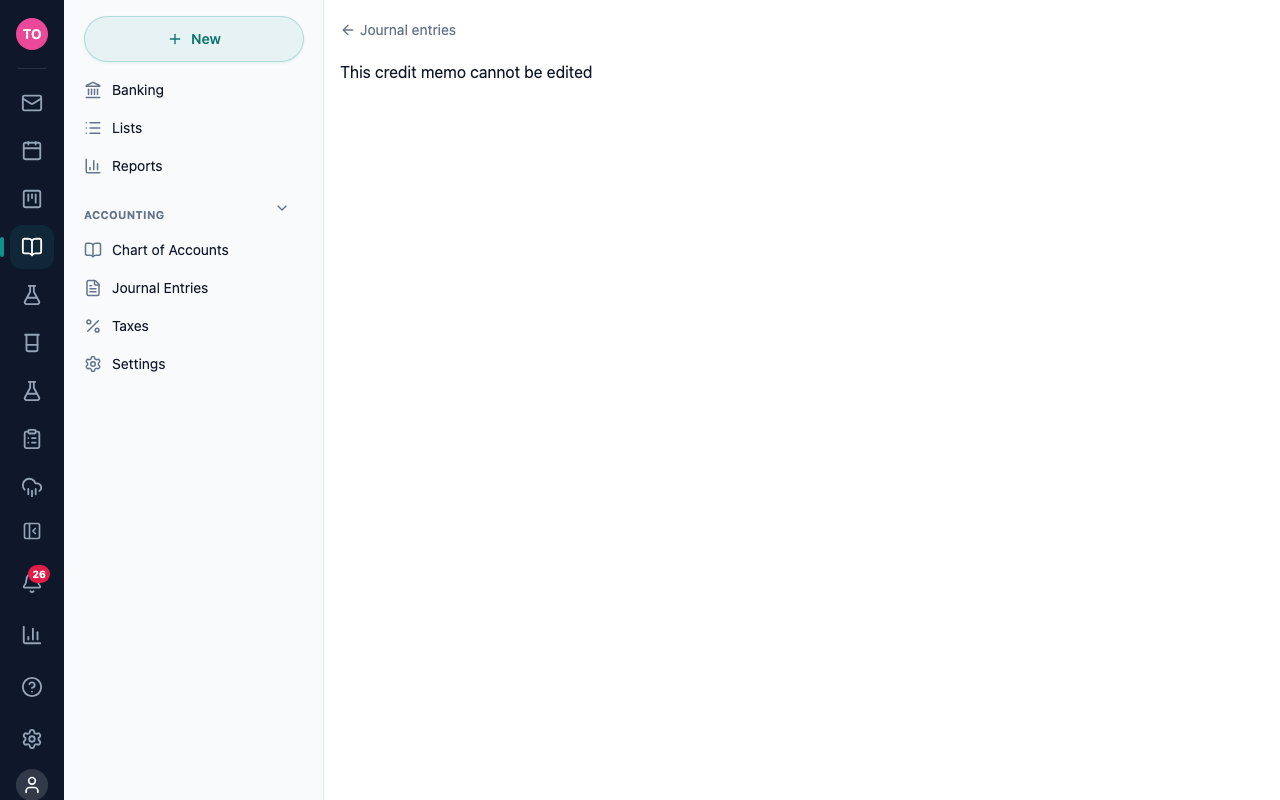 TO
26
New
Banking
Lists
Reports
ACCOUNTING
Chart of Accounts
Journal Entries
Taxes
Settings
Journal entries
This credit memo cannot be edited